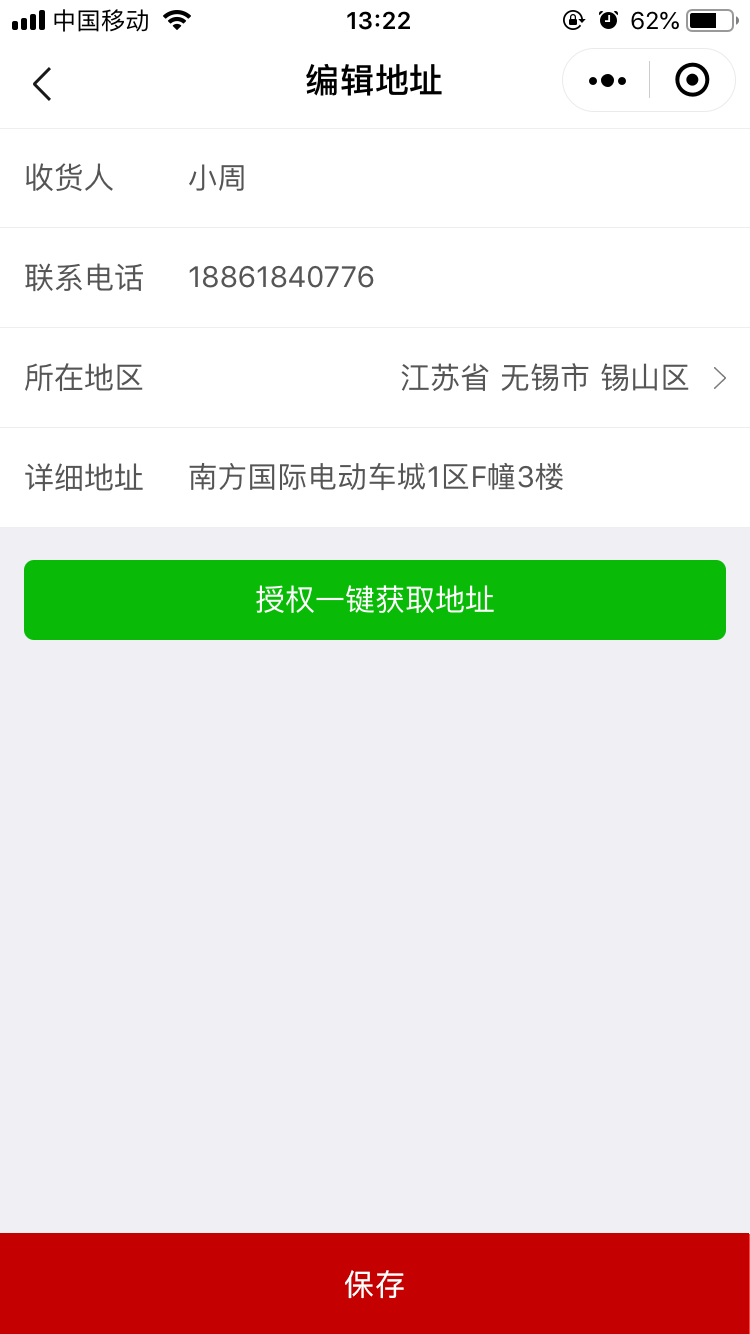 中国移动 13:22 62%
编辑地址
收货人 小周
联系电话 18861840776
所在地区 江苏省 无锡市 锡山区
详细地址 南方国际电动车城1区F幢3楼
授权一键获取地址
保存